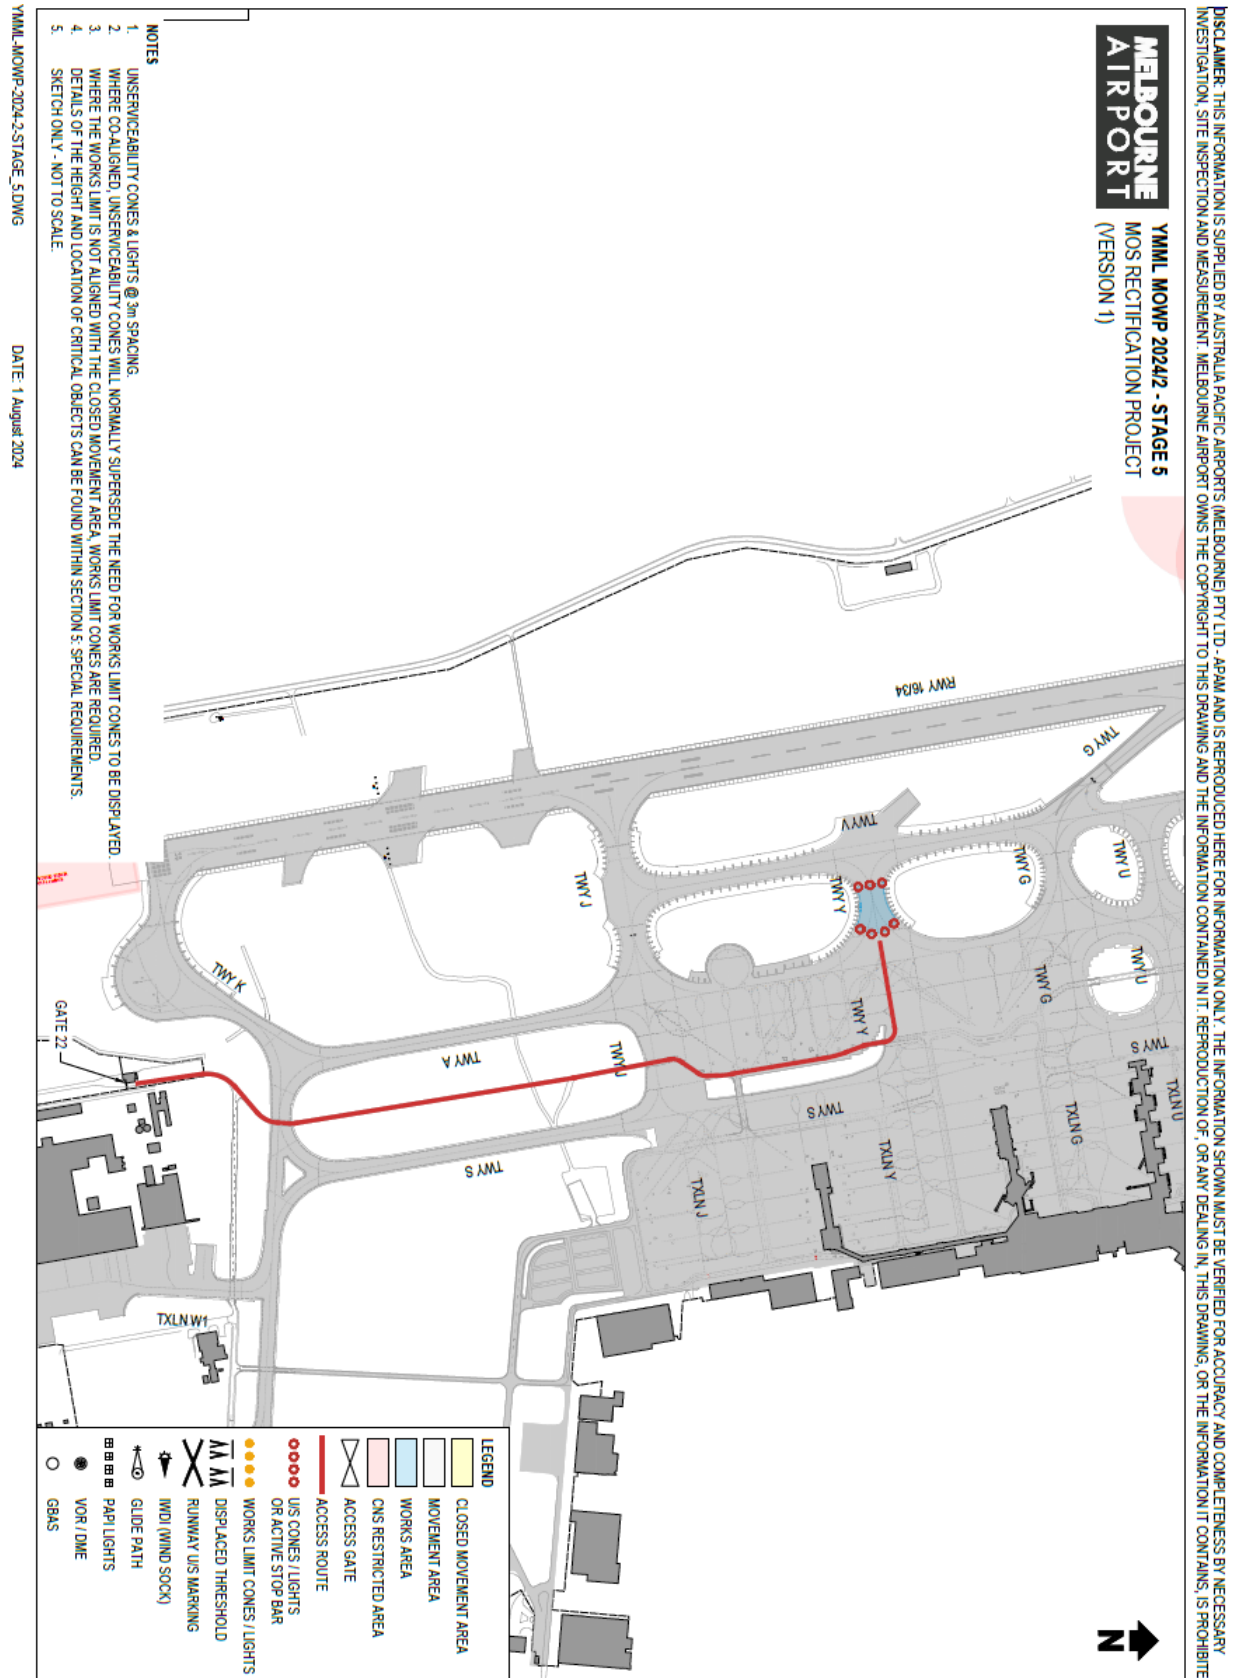 DISCLAIMER: THIS INFORMATION IS SUPPLIED BY AUSTRALIA PACIFIC AIRPORTS (MELBOURNE) PTY LTD - APAM AND IS REPRODUCED HERE FOR INFORMATION ONLY. THE INFORMATION SHOWN MUST BE VERIFIED FOR ACCURACY AND COMPLETENESS BY NECESSARY
INVESTIGATION, SITE INSPECTION AND MEASUREMENT. MELBOURNE AIRPORT OWNS THE COPYRIGHT TO THIS DRAWING AND THE INFORMATION CONTAINED IN IT. REPRODUCTION OF, OR ANY DEALING IN, THIS DRAWING, OR THE INFORMATION IT CONTAINS, IS PROHIBITE
MELBOURNE
AIRPORT
YMML MOWP 2024/2 - STAGE 5
MOS RECTIFICATION PROJECT
(VERSION 1)
N
RWY 16/34
TWY G
TWY V
TWY G
TWY U
TWY Y
TWY J
TWY U
TWY G
TWY Y
TWY S
TXLN U
TWY K
TWY A
TWY J
TWY S
TXLN G
TXLN Y
TWY S
TXLN J
GATE 22
TXLN W1
LEGEND
CLOSED MOVEMENT AREA
MOVEMENT AREA
WORKS AREA
CNS RESTRICTED AREA
ACCESS GATE
ACCESS ROUTE
U/S CONES / LIGHTS
OR ACTIVE STOP BAR
WORKS LIMIT CONES / LIGHTS
DISPLACED THRESHOLD
RUNWAY U/S MARKING
IWDI (WIND SOCK)
GLIDE PATH
PAPI LIGHTS
VOR / DME
GBAS
NOTES
1. UNSERVICEABILITY CONES & LIGHTS @ 3m SPACING.
2. WHERE CO-ALIGNED, UNSERVICEABILITY CONES WILL NORMALLY SUPERSEDE THE NEED FOR WORKS LIMIT CONES TO BE DISPLAYED.
3. WHERE THE WORKS LIMIT IS NOT ALIGNED WITH THE CLOSED MOVEMENT AREA, WORKS LIMIT CONES ARE REQUIRED.
4. DETAILS OF THE HEIGHT AND LOCATION OF CRITICAL OBJECTS CAN BE FOUND WITHIN SECTION 5: SPECIAL REQUIREMENTS.
5. SKETCH ONLY - NOT TO SCALE.
YMML-MOWP-2024-2-STAGE_5.DWG
DATE: 1 August 2024